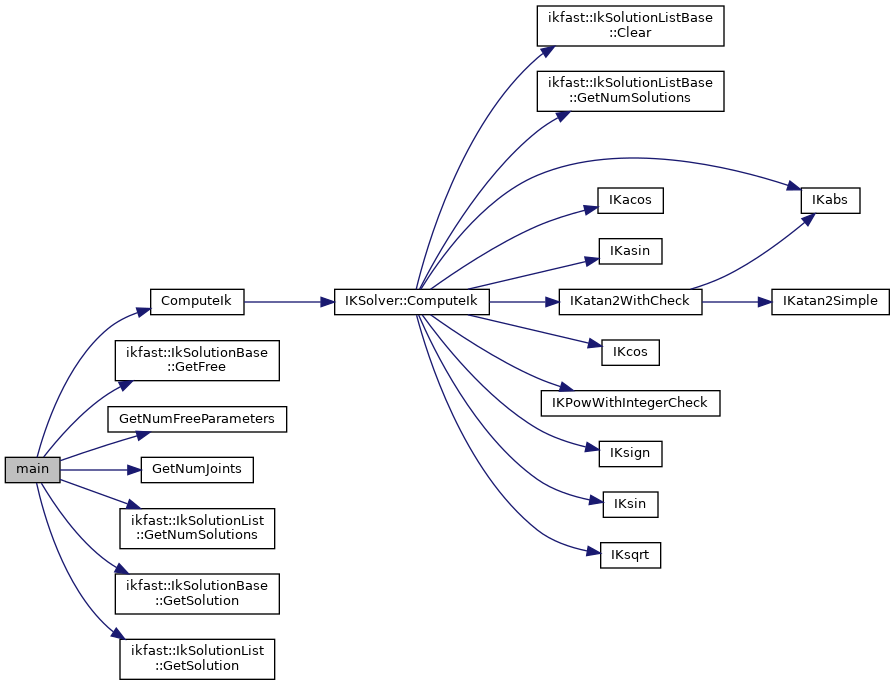 main
ComputeIk
ikfast::IkSolutionBase
::GetFree
GetNumFreeParameters
GetNumJoints
ikfast::IkSolutionList
::GetNumSolutions
ikfast::IkSolutionBase
::GetSolution
ikfast::IkSolutionList
::GetSolution
IKSolver::ComputeIk
ikfast::IkSolutionListBase
::Clear
ikfast::IkSolutionListBase
::GetNumSolutions
IKacos
IKasin
IKatan2WithCheck
IKcos
IKPowWithIntegerCheck
IKsign
IKsin
IKsqrt
IKabs
IKatan2Simple